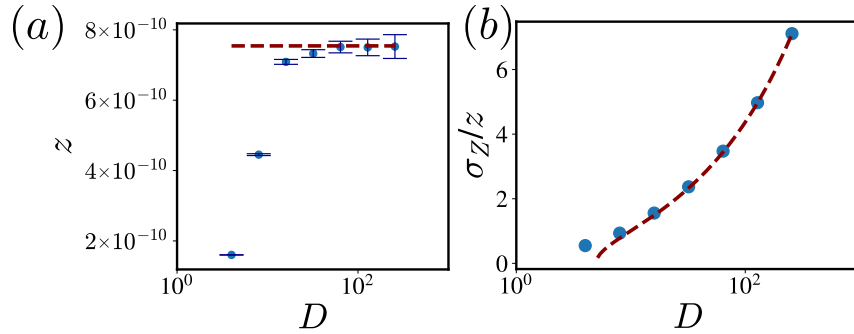 (a)
8×10⁻¹⁰
6×10⁻¹⁰
4×10⁻¹⁰
2×10⁻¹⁰
z
10⁰
10²
D
(b)
6
4
2
0
σ_Z/z
10⁰
10²
D